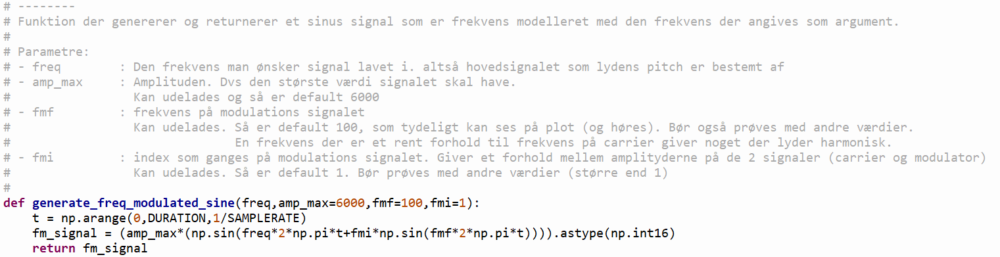 # --------
# Funktion der genererer og returnerer et sinus signal som er frekvens modelleret med den frekvens der angives som argument.
#
# Parametre:
# - freq       : Den frekvens man ønsker signal lavet i. altså hovedsignalet som lydens pitch er bestemt af
# - amp_max     : Amplituden. Dvs den største værdi signalet skal have.
#                 Kan udelades og så er default 6000
# - fmf         : frekvens på modulations signalet
#                 Kan udelades. Så er default 100, som tydeligt kan ses på plot (og høres). Bør også prøves med andre værdier.
#                               En frekvens der er et rent forhold til frekvens på carrier giver noget der lyder harmonisk.
# - fmi         : index som ganges på modulations signalet. Giver et forhold mellem amplityderne på de 2 signaler (carrier og modulator)
#                 Kan udelades. Så er default 1. Bør prøves med andre værdier (større end 1)
#
def generate_freq_modulated_sine(freq,amp_max=6000,fmf=100,fmi=1):
    t = np.arange(0,DURATION,1/SAMPLERATE)
    fm_signal = (amp_max*(np.sin(freq*2*np.pi*t+fmi*np.sin(fmf*2*np.pi*t)))).astype(np.int16)
    return fm_signal